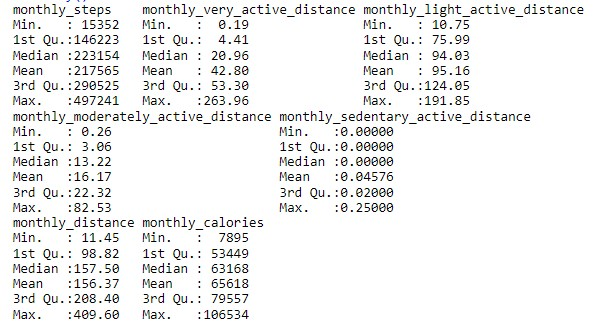 monthly_steps monthly_very_active_distance monthly_light_active_distance
Min.   : 15352 Min.   :  0.19 Min.   : 10.75
1st Qu.:146223 1st Qu.:  4.41 1st Qu.: 75.99
Median :223154 Median : 20.96 Median : 94.03
Mean   :217565 Mean   : 42.80 Mean   : 95.16
3rd Qu.:290525 3rd Qu.: 53.30 3rd Qu.:124.05
Max.   :497241 Max.   :263.96 Max.   :191.85
monthly_moderately_active_distance monthly_sedentary_active_distance
Min.   : 0.26 Min.   :0.00000
1st Qu.: 3.06 1st Qu.:0.00000
Median :13.22 Median :0.00000
Mean   :16.17 Mean   :0.04576
3rd Qu.:22.32 3rd Qu.:0.02000
Max.   :82.53 Max.   :0.25000
monthly_distance monthly_calories
Min.   : 11.45 Min.   :  7895
1st Qu.: 98.82 1st Qu.: 53449
Median :157.50 Median : 63168
Mean   :156.37 Mean   : 65618
3rd Qu.:208.40 3rd Qu.: 79557
Max.   :409.60 Max.   :106534